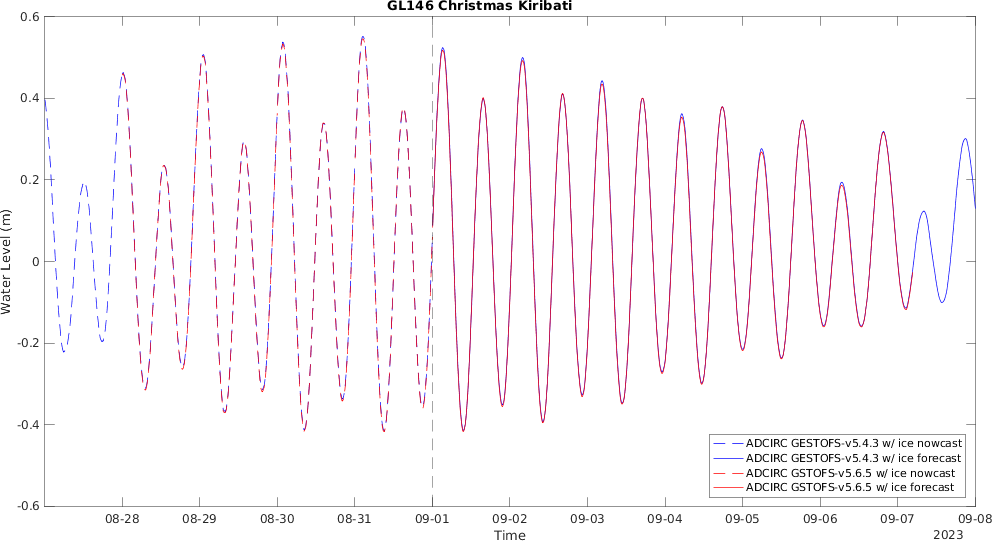 GL146 Christmas Kiribati
0.6
0.4
0.2
0
-0.2
-0.4
-0.6
Water Level (m)
08-28 08-29 08-30 08-31 09-01 09-02 09-03 09-04 09-05 09-06 09-07 09-08
Time
2023
ADCIRC GESTOFS-v5.4.3 w/ ice nowcast
ADCIRC GESTOFS-v5.4.3 w/ ice forecast
ADCIRC GSTOFS-v5.6.5 w/ ice nowcast
ADCIRC GSTOFS-v5.6.5 w/ ice forecast